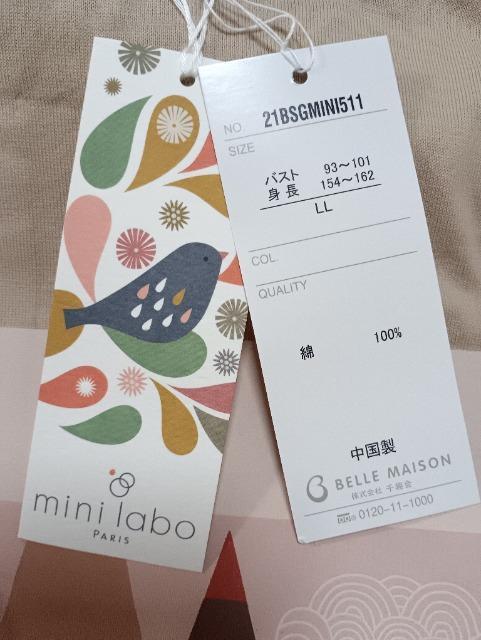 mini labo
PARIS
NO. 21BSGMINI511
SIZE
バスト 93～101
身長 154～162
LL
COL.
QUALITY
綿 100%
中国製
BELLE MAISON
株式会社 千趣会
0120-11-1000